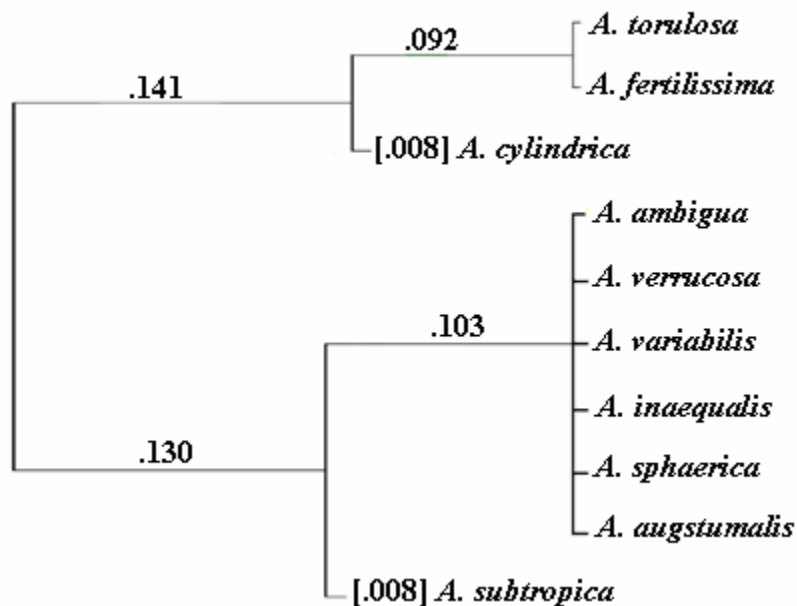 A. torulosa
.092
A. fertilissima
.141
[.008] A. cylindrica
A. ambigua
A. verrucosa
.103
A. variabilis
A. inaequalis
.130
A. sphaerica
A. augstumalis
[.008] A. subtropica